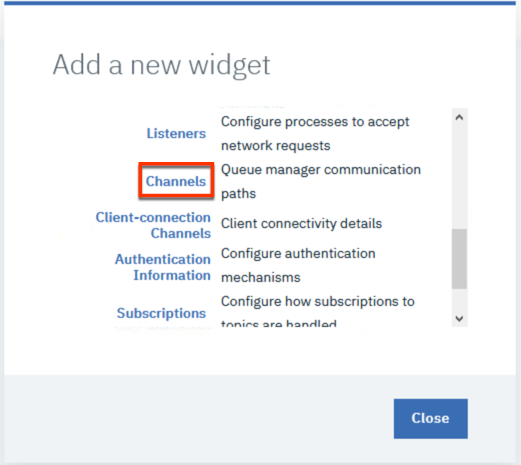 Add a new widget
Listeners
Configure processes to accept
network requests
Channels
Queue manager communication
paths
Client-connection
Channels
Client connectivity details
Authentication
Information
Configure authentication
mechanisms
Subscriptions
Configure how subscriptions to
topics are handled
Close